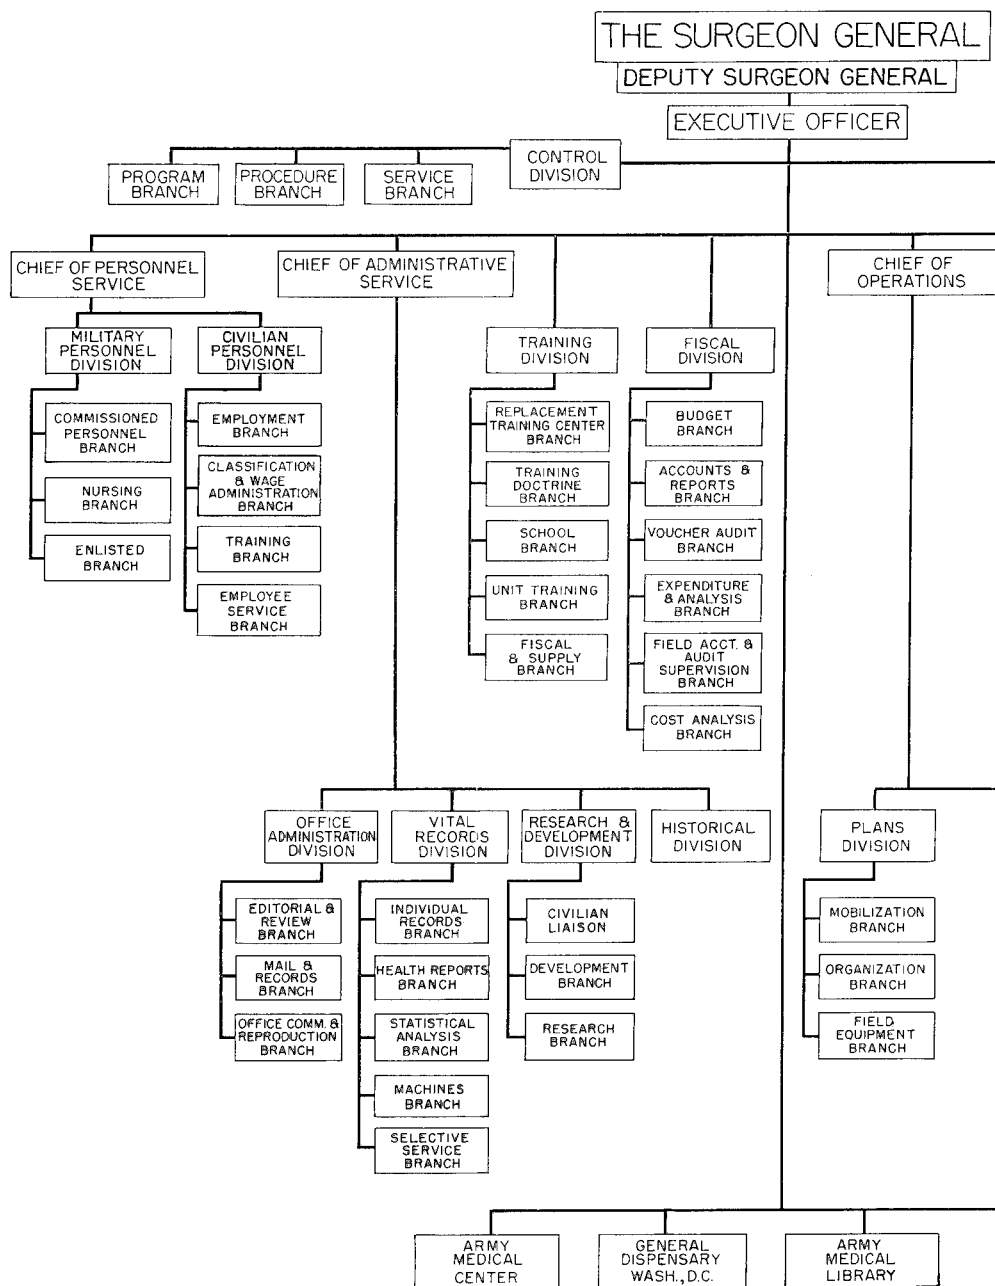 THE SURGEON GENERAL
DEPUTY SURGEON GENERAL
EXECUTIVE OFFICER
CONTROL
DIVISION
PROGRAM
BRANCH
PROCEDURE
BRANCH
SERVICE
BRANCH
CHIEF OF PERSONNEL
SERVICE
CHIEF OF ADMINISTRATIVE
SERVICE
CHIEF OF
OPERATIONS
MILITARY
PERSONNEL
DIVISION
CIVILIAN
PERSONNEL
DIVISION
TRAINING
DIVISION
FISCAL
DIVISION
COMMISSIONED
PERSONNEL
BRANCH
NURSING
BRANCH
ENLISTED
BRANCH
EMPLOYMENT
BRANCH
CLASSIFICATION
& WAGE
ADMINISTRATION
BRANCH
TRAINING
BRANCH
EMPLOYEE
SERVICE
BRANCH
REPLACEMENT
TRAINING CENTER
BRANCH
TRAINING
DOCTRINE
BRANCH
SCHOOL
BRANCH
UNIT TRAINING
BRANCH
FISCAL
& SUPPLY
BRANCH
BUDGET
BRANCH
ACCOUNTS &
REPORTS
BRANCH
VOUCHER AUDIT
BRANCH
EXPENDITURE
& ANALYSIS
BRANCH
FIELD ACCT. &
AUDIT
SUPERVISION
BRANCH
COST ANALYSIS
BRANCH
OFFICE
ADMINISTRATION
DIVISION
VITAL
RECORDS
DIVISION
RESEARCH &
DEVELOPMENT
DIVISION
HISTORICAL
DIVISION
PLANS
DIVISION
EDITORIAL &
REVIEW
BRANCH
MAIL &
RECORDS
BRANCH
OFFICE COMM. &
REPRODUCTION
BRANCH
INDIVIDUAL
RECORDS
BRANCH
HEALTH REPORTS
BRANCH
STATISTICAL
ANALYSIS
BRANCH
MACHINES
BRANCH
SELECTIVE
SERVICE
BRANCH
CIVILIAN
LIAISON
DEVELOPMENT
BRANCH
RESEARCH
BRANCH
MOBILIZATION
BRANCH
ORGANIZATION
BRANCH
FIELD
EQUIPMENT
BRANCH
ARMY
MEDICAL
CENTER
GENERAL
DISPENSARY
WASH., D.C.
ARMY
MEDICAL
LIBRARY